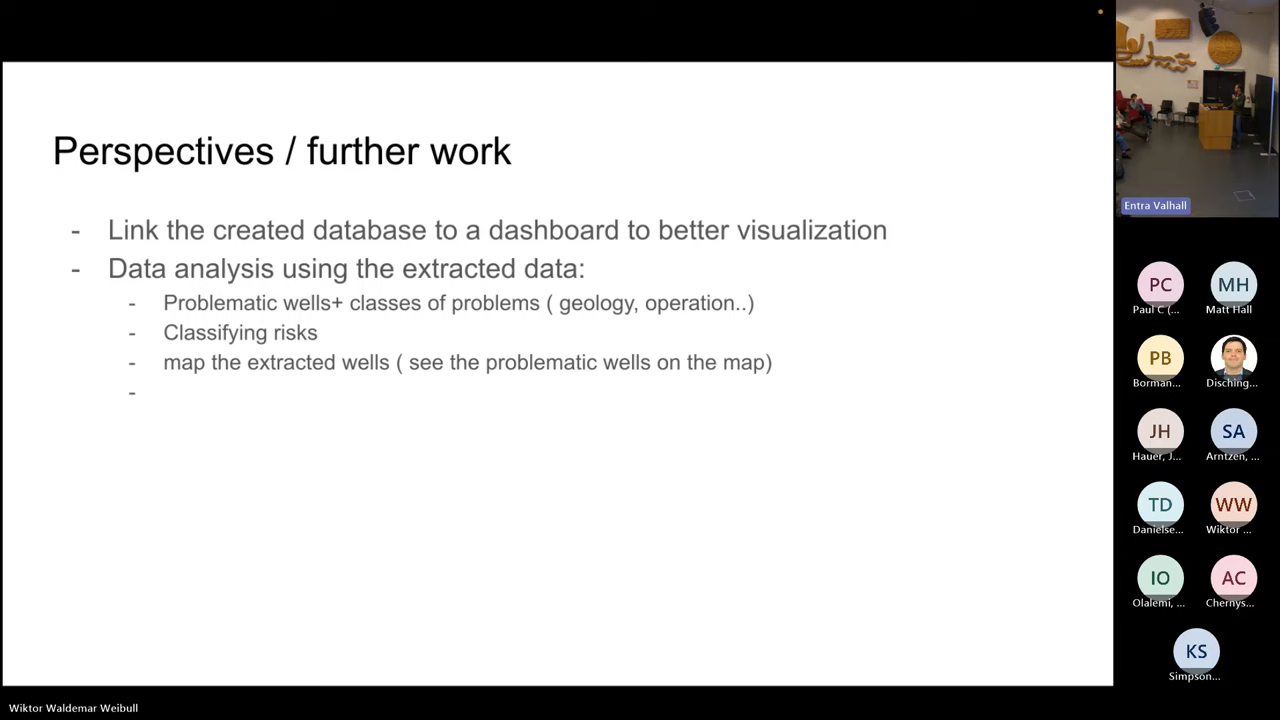 Perspectives / further work
- Link the created database to a dashboard to better visualization
- Data analysis using the extracted data:
- Problematic wells+ classes of problems ( geology, operation..)
- Classifying risks
- map the extracted wells ( see the problematic wells on the map)
-
Entra Valhall
PC
Paul C (...
MH
Matt Hall
PB
Borman...
Disching...
JH
Hauer, J...
SA
Arntzen, ...
TD
Danielse...
WW
Wiktor ...
IO
Olalemi, ...
AC
Chernys...
KS
Simpson...
Wiktor Waldemar Weibull